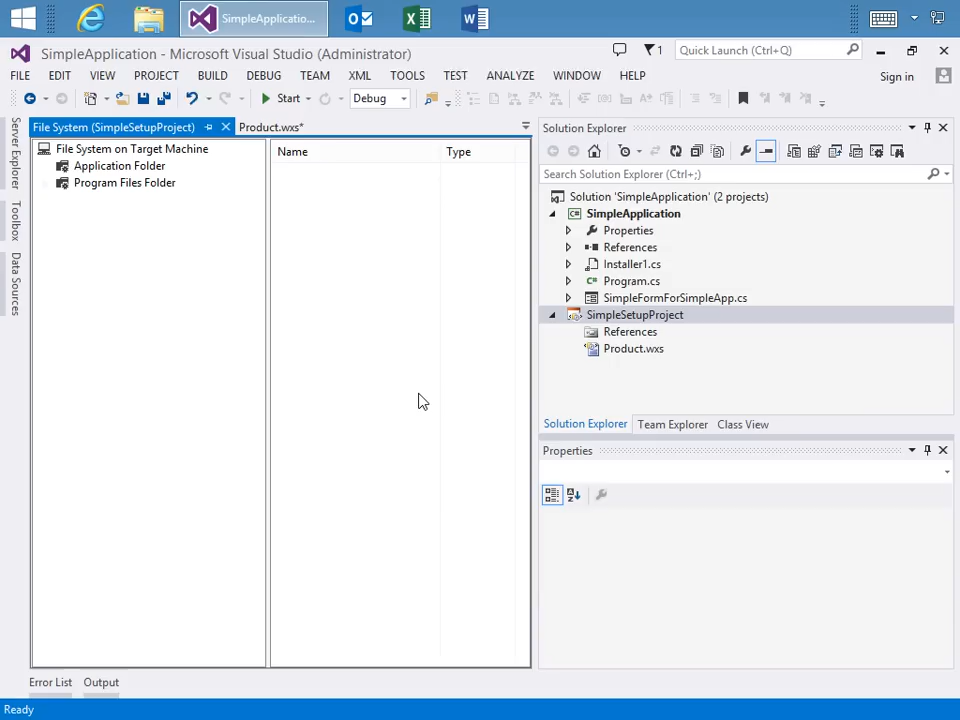 SimpleApplicatio...
SimpleApplication - Microsoft Visual Studio (Administrator)
1
Quick Launch (Ctrl+Q)
FILE EDIT VIEW PROJECT BUILD DEBUG TEAM XML TOOLS TEST ANALYZE WINDOW HELP
Sign in
Start
Debug
Server Explorer
Toolbox
Data Sources
File System (SimpleSetupProject)
Product.wxs*
File System on Target Machine
Application Folder
Program Files Folder
Name
Type
Solution Explorer
Search Solution Explorer (Ctrl+;)
Solution 'SimpleApplication' (2 projects)
SimpleApplication
Properties
References
Installer1.cs
Program.cs
SimpleFormForSimpleApp.cs
SimpleSetupProject
References
Product.wxs
Solution Explorer Team Explorer Class View
Properties
Error List Output
Ready